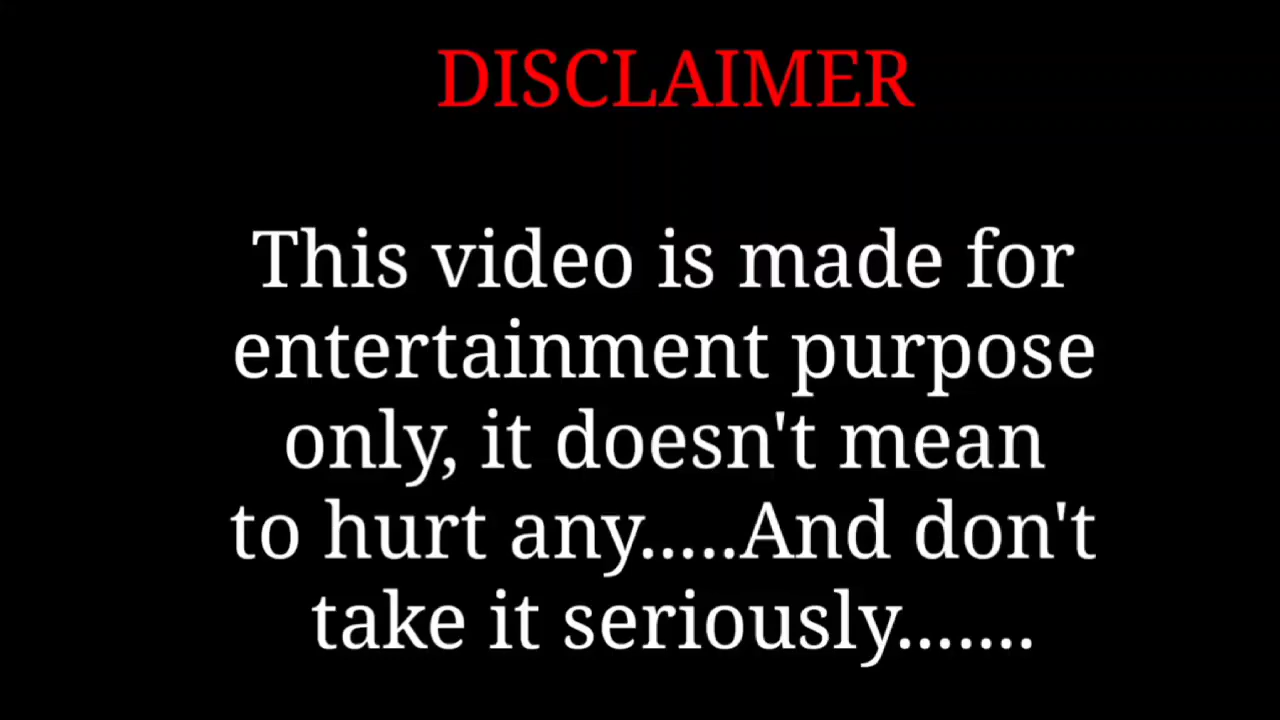 DISCLAIMER
This video is made for
entertainment purpose
only, it doesn't mean
to hurt any.....And don't
take it seriously.......